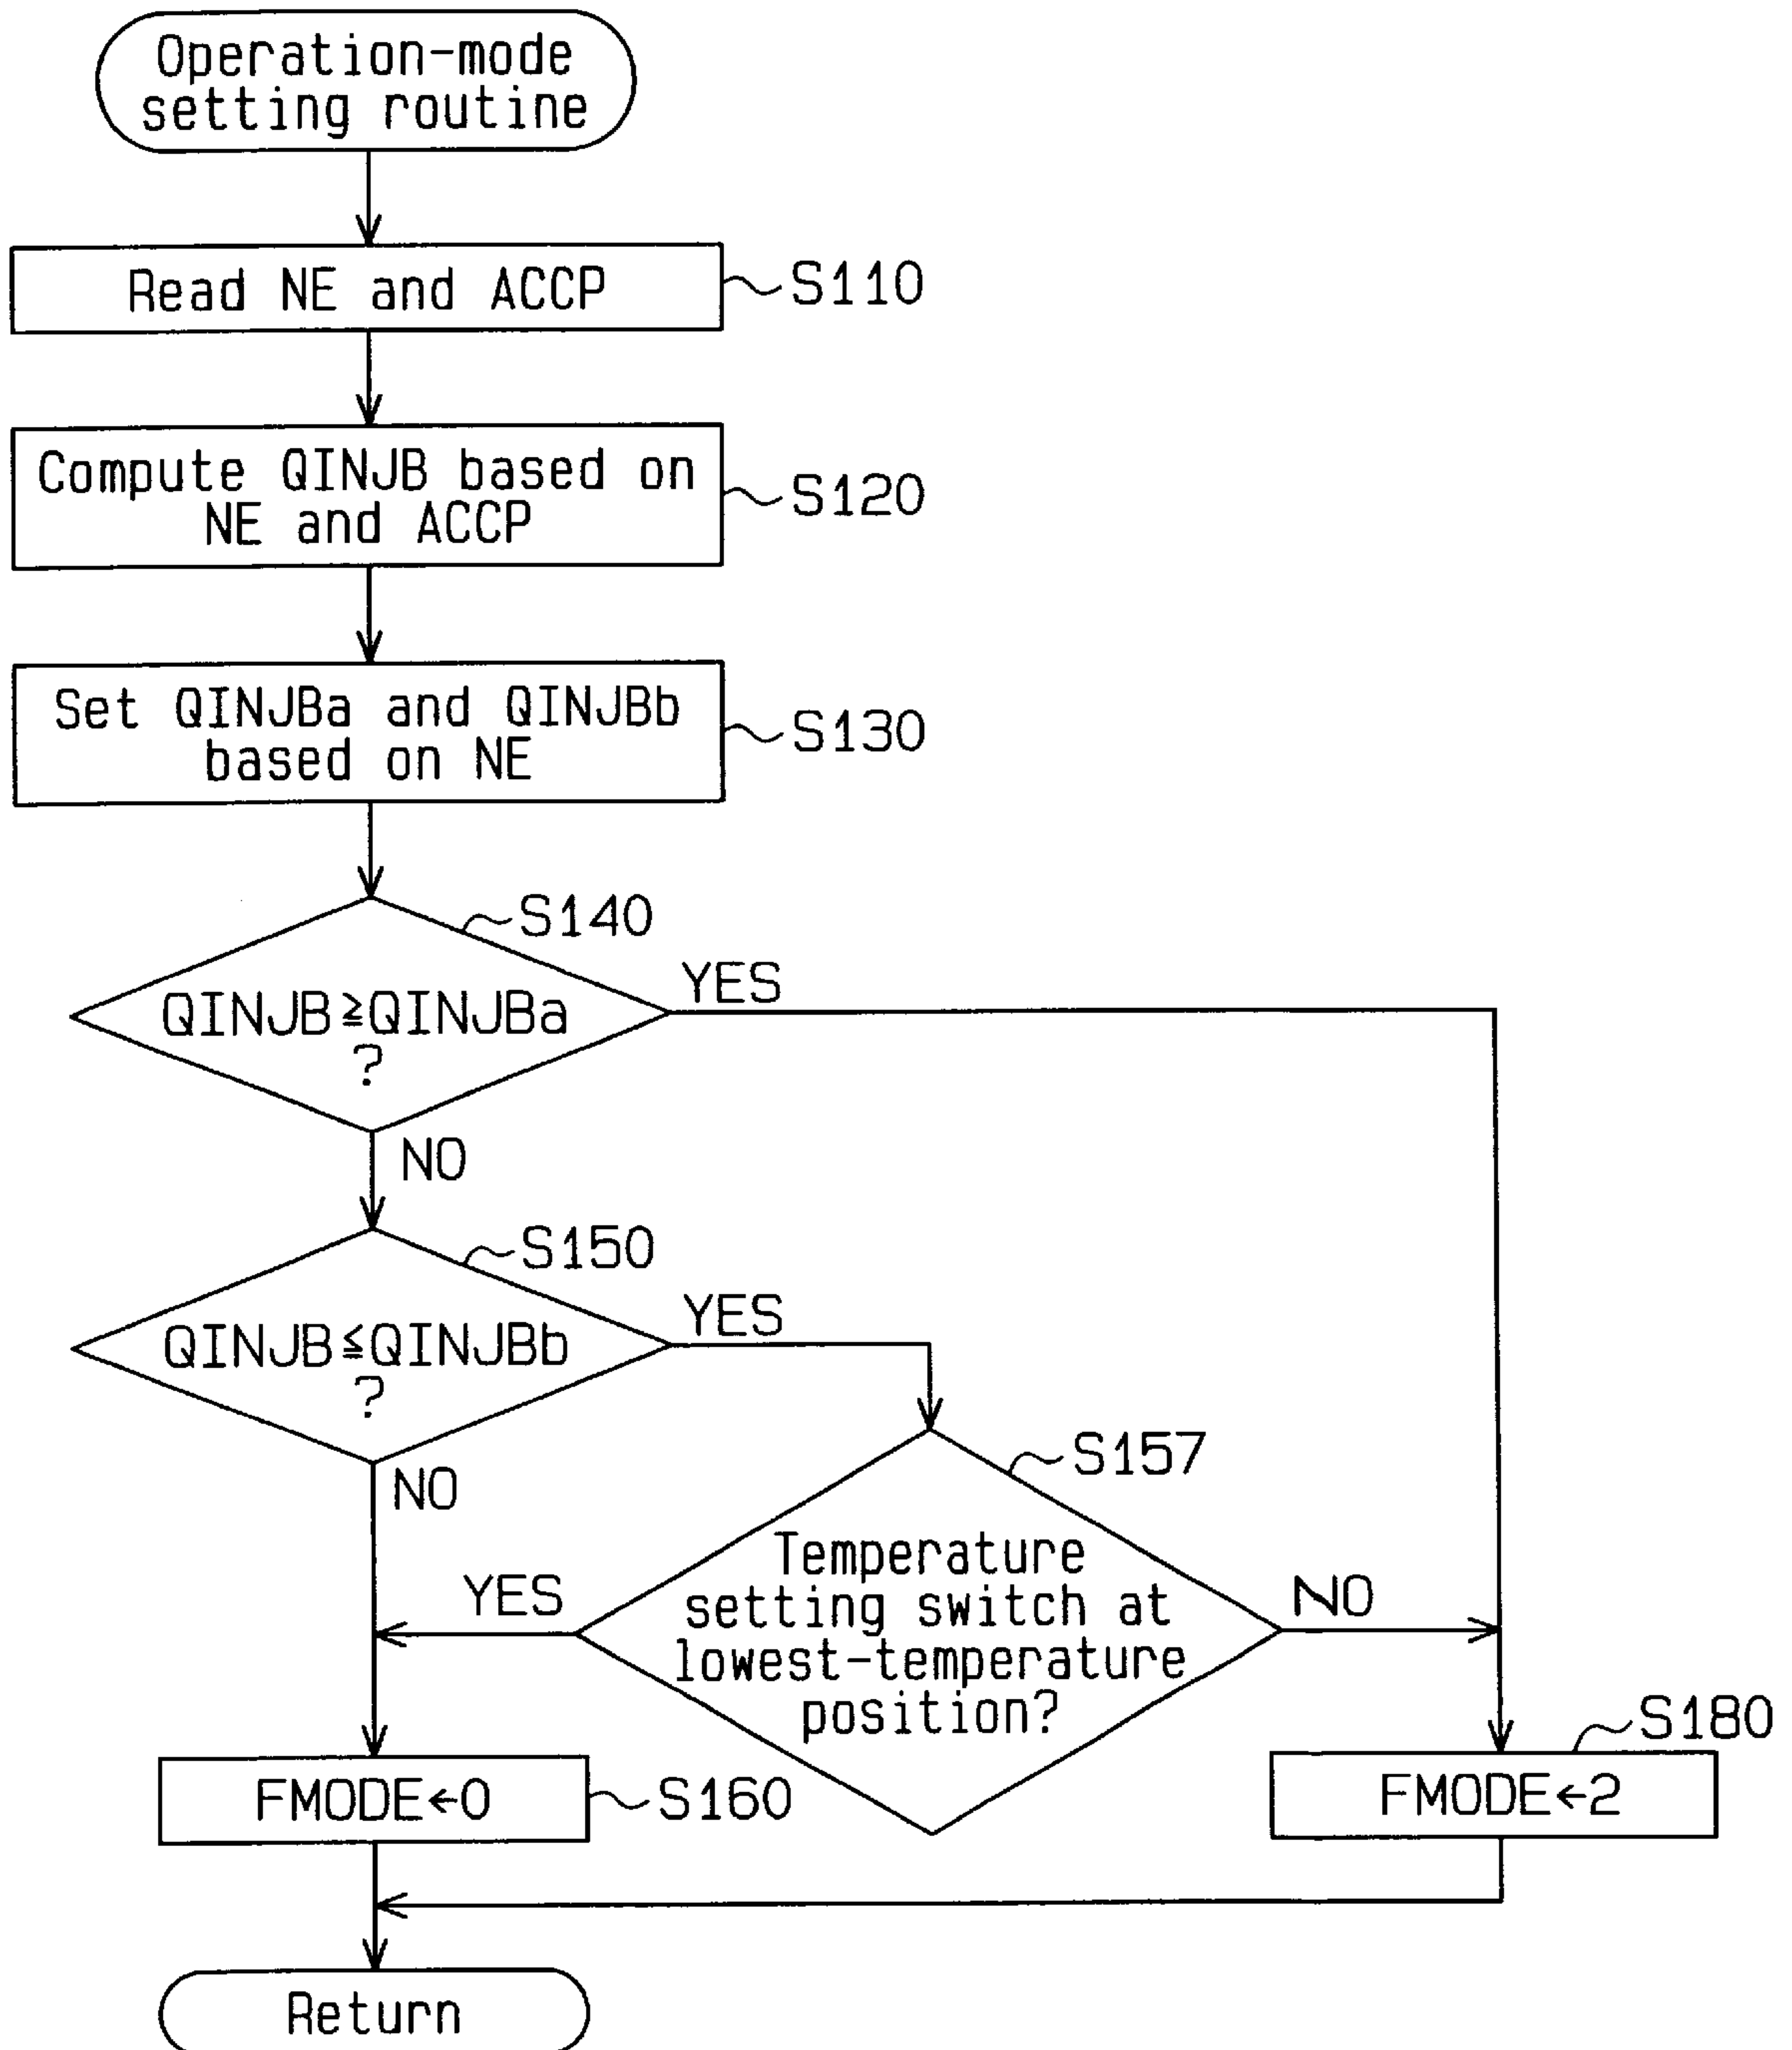 Operation-mode
setting routine
Read NE and ACCP
S110
Compute QINJB based on
NE and ACCP
S120
Set QINJBa and QINJBb
based on NE
S130
S140
YES
QINJB≧QINJBa
?
NO
S150
YES
QINJB≦QINJBb
?
NO
S157
Temperature
setting switch at
lowest-temperature
position?
YES
NO
FMODE←0
S160
S180
FMODE←2
Return